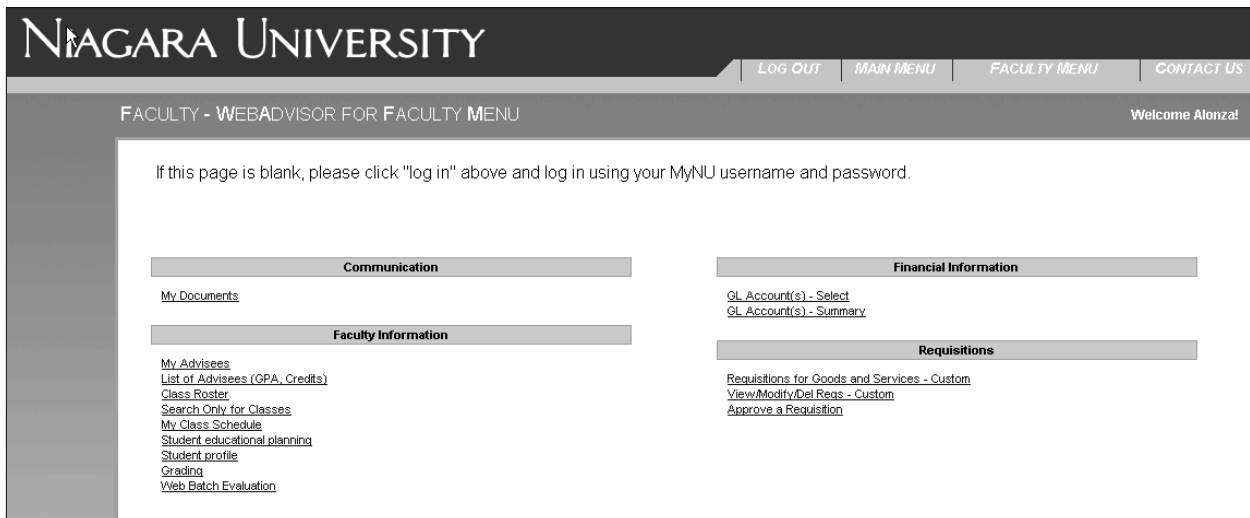 NIAGARA UNIVERSITY
LOG OUT MAIN MENU FACULTY MENU CONTACT US
FACULTY - WEBADVISOR FOR FACULTY MENU
Welcome Alonza!
If this page is blank, please click "log in" above and log in using your MyNU username and password.
Communication
My Documents
Faculty Information
My Advisees
List of Advisees (GPA, Credits)
Class Roster
Search Only for Classes
My Class Schedule
Student educational planning
Student profile
Grading
Web Batch Evaluation
Financial Information
GL Account(s) - Select
GL Account(s) - Summary
Requisitions
Requisitions for Goods and Services - Custom
View/Modify/Del Reqs - Custom
Approve a Requisition